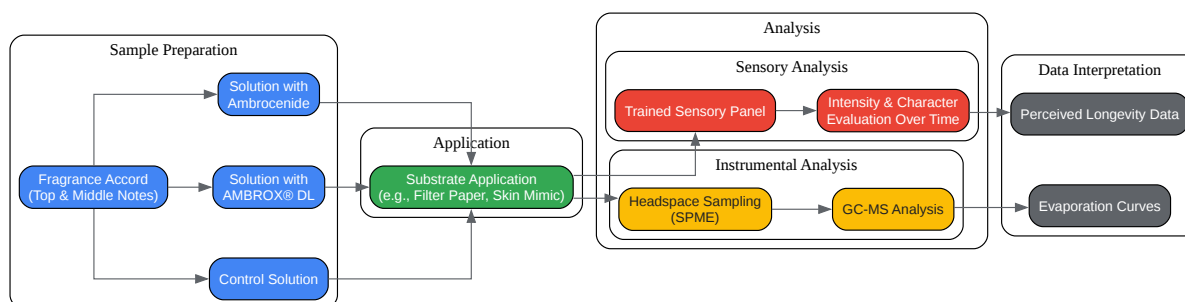 Sample Preparation
Solution with
Ambrocenide
Fragrance Accord
(Top & Middle Notes)
Solution with
AMBROX® DL
Control Solution
Application
Substrate Application
(e.g., Filter Paper, Skin Mimic)
Analysis
Sensory Analysis
Trained Sensory Panel
Intensity & Character
Evaluation Over Time
Instrumental Analysis
Headspace Sampling
(SPME)
GC-MS Analysis
Data Interpretation
Perceived Longevity Data
Evaporation Curves